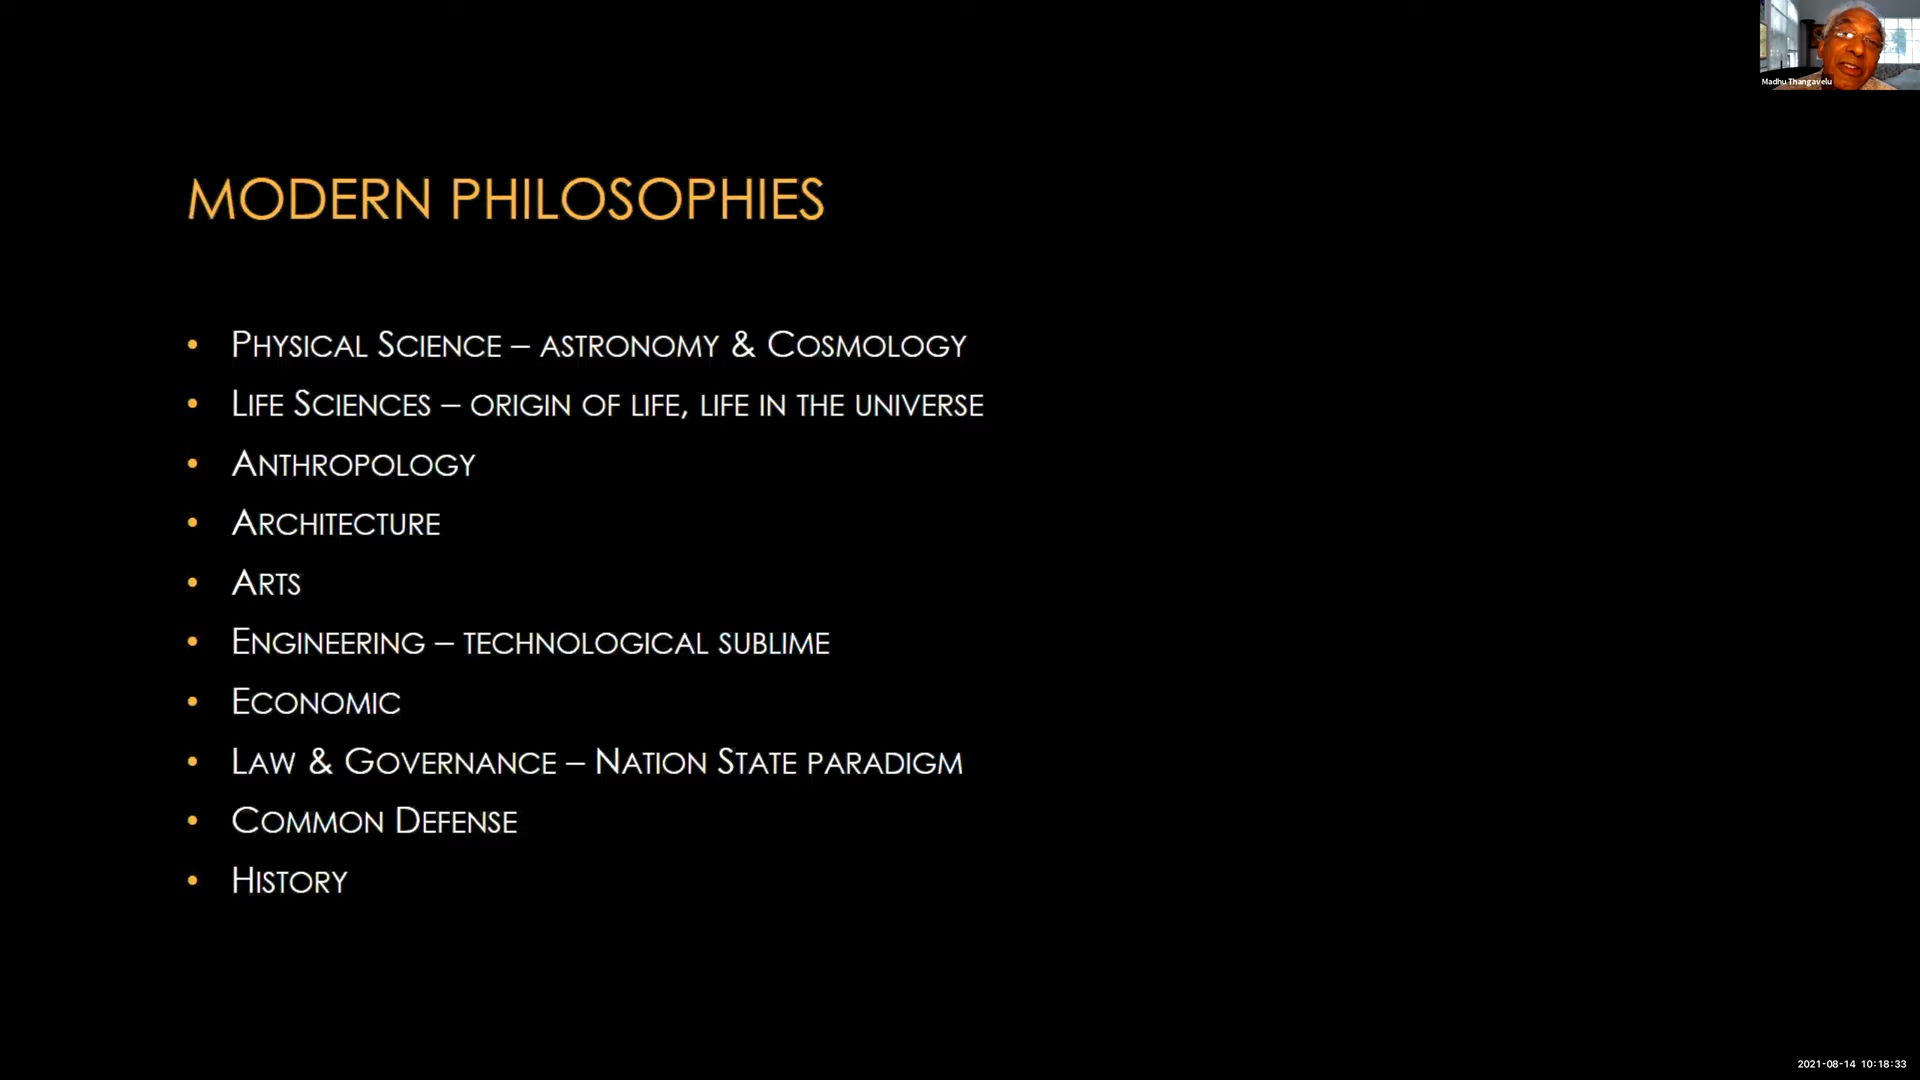 Madhu Thangavelu
MODERN PHILOSOPHIES
• PHYSICAL SCIENCE – ASTRONOMY & COSMOLOGY
• LIFE SCIENCES – ORIGIN OF LIFE, LIFE IN THE UNIVERSE
• ANTHROPOLOGY
• ARCHITECTURE
• ARTS
• ENGINEERING – TECHNOLOGICAL SUBLIME
• ECONOMIC
• LAW & GOVERNANCE – NATION STATE PARADIGM
• COMMON DEFENSE
• HISTORY
2021-08-14 10:18:33